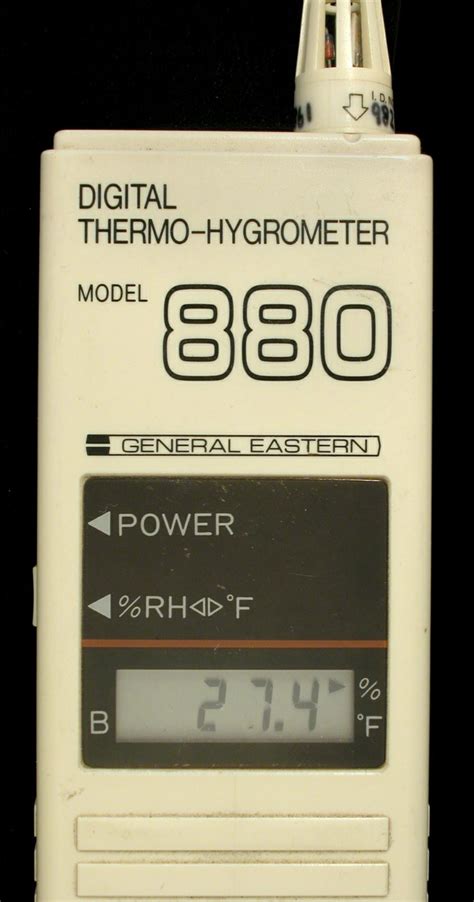 I.D.N
DIGITAL
THERMO-HYGROMETER
MODEL 880
GENERAL EASTERN
◀POWER
◀%RH◁▷°F
B 27.4 ▶%
°F